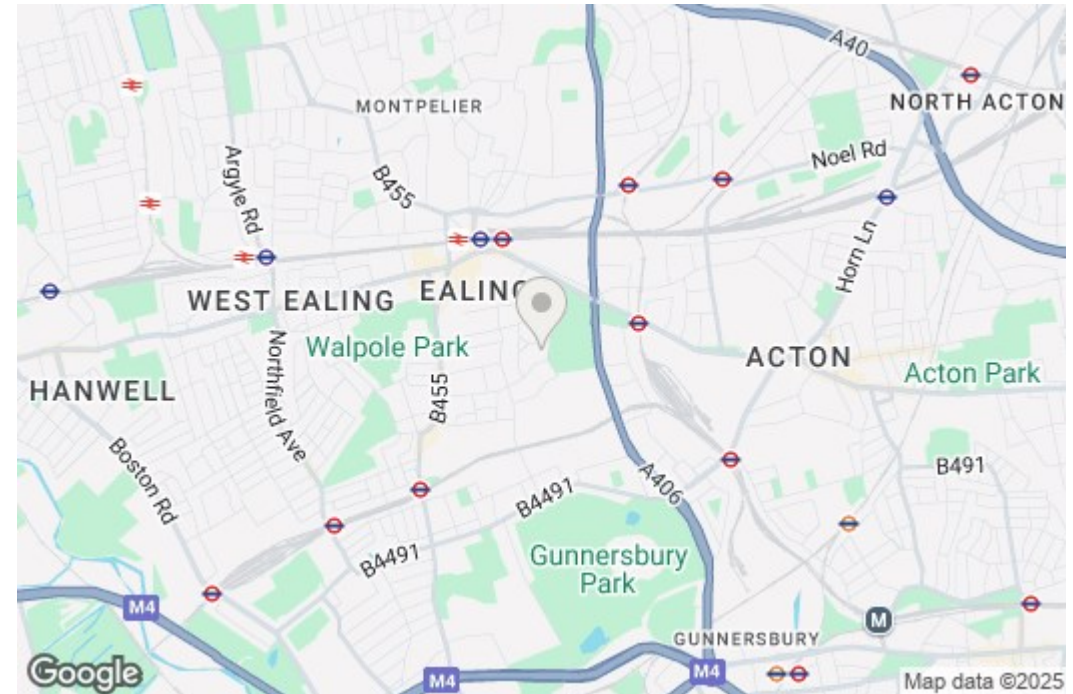 A40
MONTPELIER
NORTH ACTON
Noel Rd
Argyle Rd
B455
Horn Ln
WEST EALING
EALING
Walpole Park
ACTON
Acton Park
HANWELL
Northfield Ave
B455
Boston Rd
B491
B4491
A406
B4491
Gunnersbury
Park
M4
M
GUNNERSBURY
M4
M4
Google
Map data ©2025